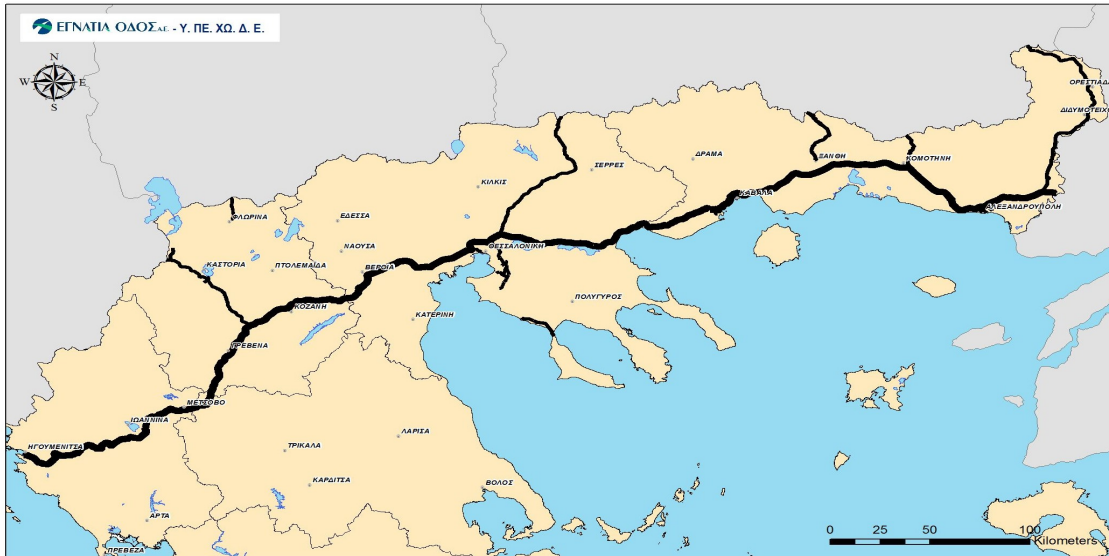 ΕΓΝΑΤΙΑ ΟΔΟΣ Α.Ε. - Υ. ΠΕ. ΧΩ. Δ. Ε.
N
W E
S
ΟΡΕΣΤΙΑΔΑ
ΔΙΔΥΜΟΤΕΙΧΟ
ΞΑΝΘΗ
ΚΟΜΟΤΗΝΗ
ΔΡΑΜΑ
ΣΕΡΡΕΣ
ΚΙΛΚΙΣ
ΚΑΒΑΛΑ
ΑΛΕΞΑΝΔΡΟΥΠΟΛΗ
ΦΛΩΡΙΝΑ
ΕΔΕΣΣΑ
ΘΕΣΣΑΛΟΝΙΚΗ
ΝΑΟΥΣΑ
ΚΑΣΤΟΡΙΑ
ΠΤΟΛΕΜΑΙΔΑ
ΒΕΡΟΙΑ
ΠΟΛΥΓΥΡΟΣ
ΚΟΖΑΝΗ
ΚΑΤΕΡΙΝΗ
ΓΡΕΒΕΝΑ
ΜΕΤΣΟΒΟ
ΙΩΑΝΝΙΝΑ
ΗΓΟΥΜΕΝΙΤΣΑ
ΛΑΡΙΣΑ
ΤΡΙΚΑΛΑ
ΚΑΡΔΙΤΣΑ
ΒΟΛΟΣ
ΑΡΤΑ
ΠΡΕΒΕΖΑ
0 25 50 100
Kilometers